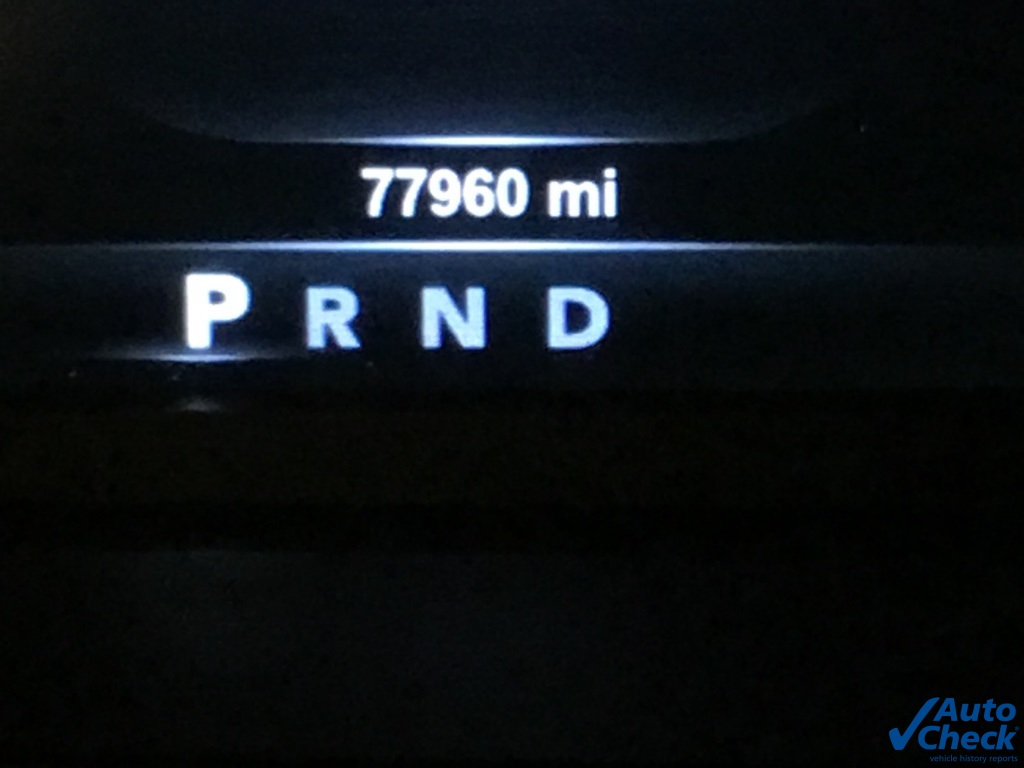 77960 mi
P R N D
Auto
Check
vehicle history reports